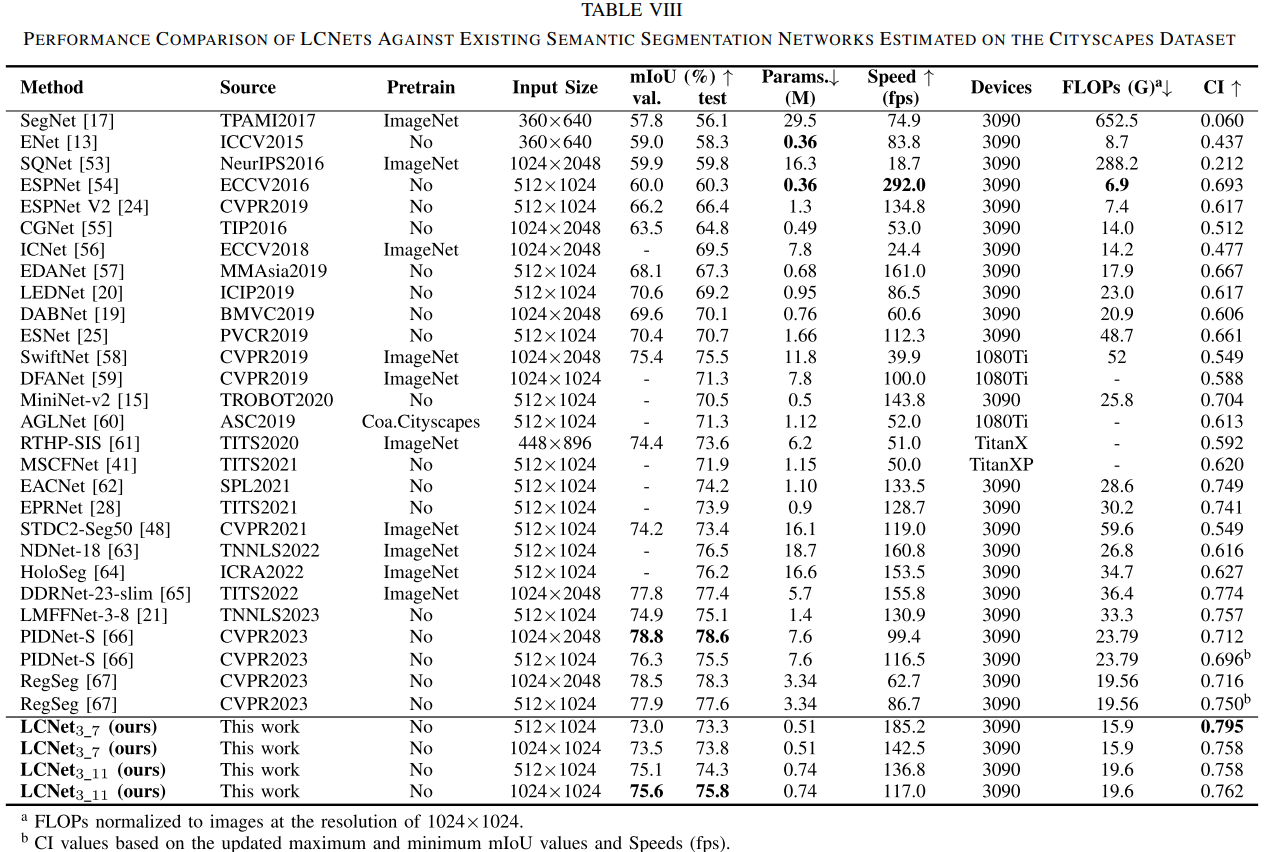 TABLE VIII
PERFORMANCE COMPARISON OF LCNETS AGAINST EXISTING SEMANTIC SEGMENTATION NETWORKS ESTIMATED ON THE CITYSCAPES DATASET
Method Source Pretrain Input Size mIoU (%) ↑ val. test Params.↓ (M) Speed ↑ (fps) Devices FLOPs (G)ᵃ↓ CI ↑
SegNet [17] TPAMI2017 ImageNet 360×640 57.8 56.1 29.5 74.9 3090 652.5 0.060
ENet [13] ICCV2015 No 360×640 59.0 58.3 0.36 83.8 3090 8.7 0.437
SQNet [53] NeurIPS2016 ImageNet 1024×2048 59.9 59.8 16.3 18.7 3090 288.2 0.212
ESPNet [54] ECCV2016 No 512×1024 60.0 60.3 0.36 292.0 3090 6.9 0.693
ESPNet V2 [24] CVPR2019 No 512×1024 66.2 66.4 1.3 134.8 3090 7.4 0.617
CGNet [55] TIP2016 No 1024×2048 63.5 64.8 0.49 53.0 3090 14.0 0.512
ICNet [56] ECCV2018 ImageNet 1024×2048 - 69.5 7.8 24.4 3090 14.2 0.477
EDANet [57] MMAsia2019 No 512×1024 68.1 67.3 0.68 161.0 3090 17.9 0.667
LEDNet [20] ICIP2019 No 512×1024 70.6 69.2 0.95 86.5 3090 23.0 0.617
DABNet [19] BMVC2019 No 1024×2048 69.6 70.1 0.76 60.6 3090 20.9 0.606
ESNet [25] PVCR2019 No 512×1024 70.4 70.7 1.66 112.3 3090 48.7 0.661
SwiftNet [58] CVPR2019 ImageNet 1024×2048 75.4 75.5 11.8 39.9 1080Ti 52 0.549
DFANet [59] CVPR2019 ImageNet 1024×1024 - 71.3 7.8 100.0 1080Ti - 0.588
MiniNet-v2 [15] TROBOT2020 No 512×1024 - 70.5 0.5 143.8 3090 25.8 0.704
AGLNet [60] ASC2019 Coa.Cityscapes 512×1024 - 71.3 1.12 52.0 1080Ti - 0.613
RTHP-SIS [61] TITS2020 ImageNet 448×896 74.4 73.6 6.2 51.0 TitanX - 0.592
MSCFNet [41] TITS2021 No 512×1024 - 71.9 1.15 50.0 TitanXP - 0.620
EACNet [62] SPL2021 No 512×1024 - 74.2 1.10 133.5 3090 28.6 0.749
EPRNet [28] TITS2021 No 512×1024 - 73.9 0.9 128.7 3090 30.2 0.741
STDC2-Seg50 [48] CVPR2021 ImageNet 512×1024 74.2 73.4 16.1 119.0 3090 59.6 0.549
NDNet-18 [63] TNNLS2022 ImageNet 512×1024 - 76.5 18.7 160.8 3090 26.8 0.616
HoloSeg [64] ICRA2022 ImageNet 512×1024 - 76.2 16.6 153.5 3090 34.7 0.627
DDRNet-23-slim [65] TITS2022 ImageNet 1024×2048 77.8 77.4 5.7 155.8 3090 36.4 0.774
LMFFNet-3-8 [21] TNNLS2023 No 512×1024 74.9 75.1 1.4 130.9 3090 33.3 0.757
PIDNet-S [66] CVPR2023 No 1024×2048 78.8 78.6 7.6 99.4 3090 23.79 0.712
PIDNet-S [66] CVPR2023 No 512×1024 76.3 75.5 7.6 116.5 3090 23.79 0.696ᵇ
RegSeg [67] CVPR2023 No 1024×2048 78.5 78.3 3.34 62.7 3090 19.56 0.716
RegSeg [67] CVPR2023 No 512×1024 77.9 77.6 3.34 86.7 3090 19.56 0.750ᵇ
LCNet3_7 (ours) This work No 512×1024 73.0 73.3 0.51 185.2 3090 15.9 0.795
LCNet3_7 (ours) This work No 1024×1024 73.5 73.8 0.51 142.5 3090 15.9 0.758
LCNet3_11 (ours) This work No 512×1024 75.1 74.3 0.74 136.8 3090 19.6 0.758
LCNet3_11 (ours) This work No 1024×1024 75.6 75.8 0.74 117.0 3090 19.6 0.762
ᵃ FLOPs normalized to images at the resolution of 1024×1024.
ᵇ CI values based on the updated maximum and minimum mIoU values and Speeds (fps).